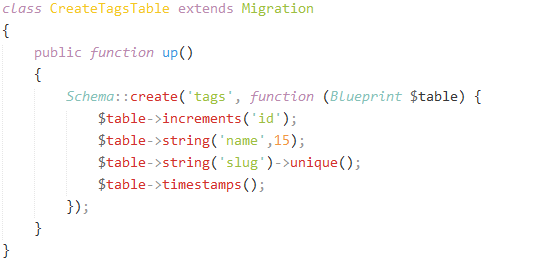 class CreateTagsTable extends Migration
{
    public function up()
    {
        Schema::create('tags', function (Blueprint $table) {
            $table->increments('id');
            $table->string('name',15);
            $table->string('slug')->unique();
            $table->timestamps();
        });
    }
}